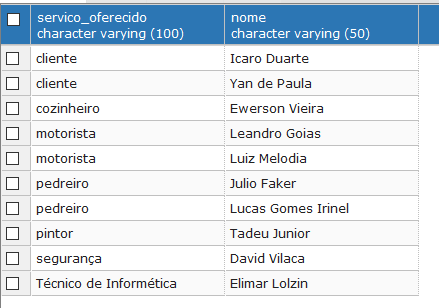 servico_oferecido nome
character varying (100) character varying (50)
cliente Icaro Duarte
cliente Yan de Paula
cozinheiro Ewerson Vieira
motorista Leandro Goias
motorista Luiz Melodia
pedreiro Julio Faker
pedreiro Lucas Gomes Irinel
pintor Tadeu Junior
segurança David Vilaca
Técnico de Informética Elimar Lolzin